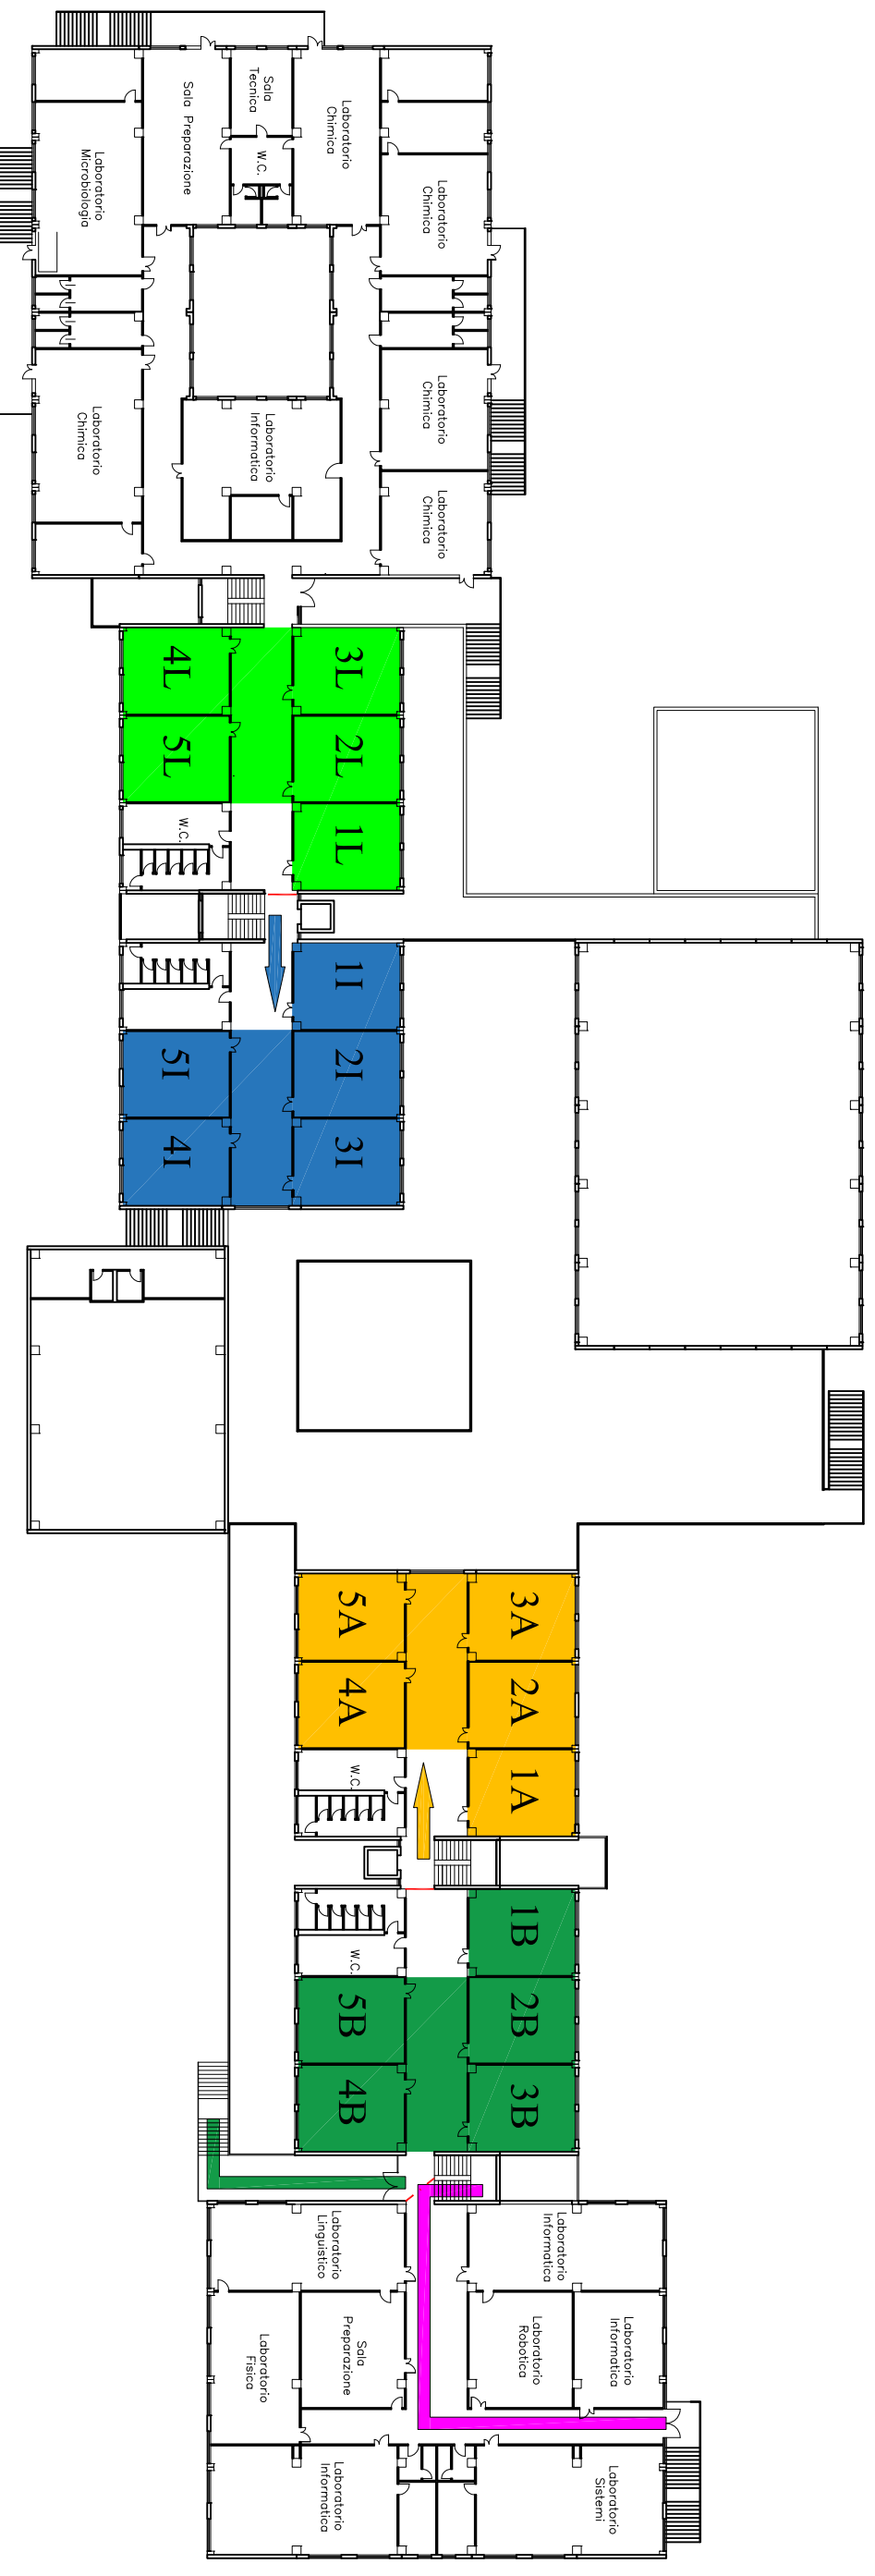 Sala
Tecnica
Sala Preparazione
Laboratorio
Chimica
W.C.
Laboratorio
Microbiologia
Laboratorio
Chimica
Laboratorio
Chimica
Laboratorio
Informatica
Laboratorio
Chimica
Laboratorio
Chimica
4L
3L
5L
2L
W.C.
1L
1I
5I
2I
4I
3I
5A
3A
4A
2A
W.C.
1A
1B
W.C.
5B
2B
4B
3B
Laboratorio
Linguistico
Laboratorio
Informatica
Laboratorio
Fisica
Sala
Preparazione
Laboratorio
Robotica
Laboratorio
Informatica
Laboratorio
Informatica
Laboratorio
Sistemi